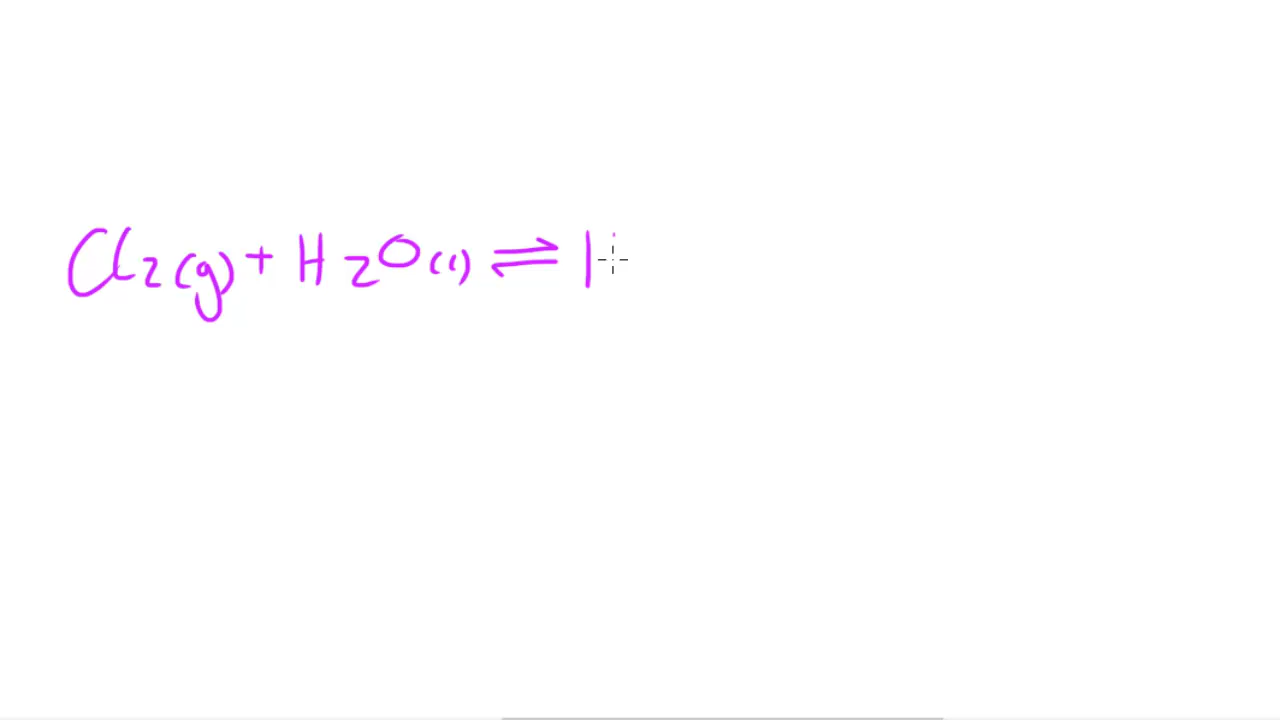 Cl2(g) + H2O(l) ⇌